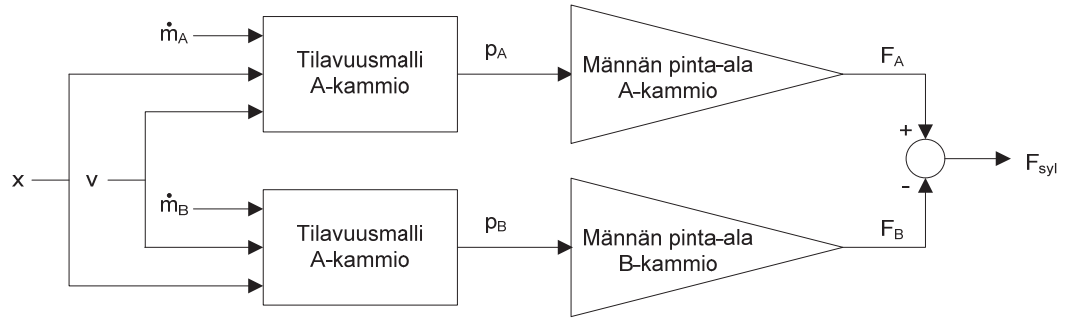 ṁA
Tilavuusmalli
A-kammio
pA
Männän pinta-ala
A-kammio
FA
+
x
v
Fsyl
-
ṁB
Tilavuusmalli
A-kammio
pB
Männän pinta-ala
B-kammio
FB